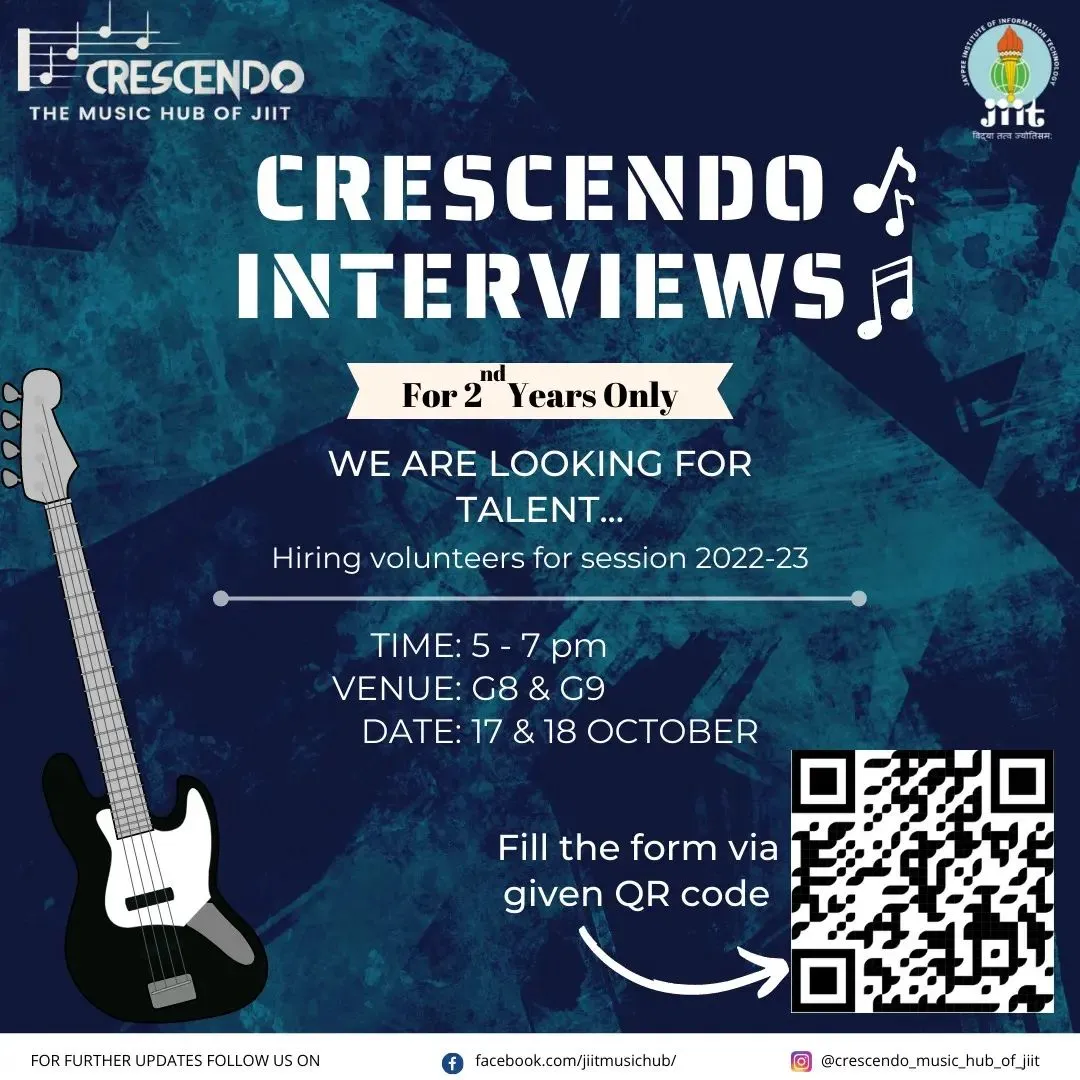 CRESCENDO
THE MUSIC HUB OF JIIT
JAYPEE INSTITUTE OF INFORMATION TECHNOLOGY
jiit
विद्या तत्व ज्योतिसम:
CRESCENDO
INTERVIEWS
For 2nd Years Only
WE ARE LOOKING FOR
TALENT...
Hiring volunteers for session 2022-23
TIME: 5 - 7 pm
VENUE: G8 & G9
DATE: 17 & 18 OCTOBER
Fill the form via
given QR code
FOR FURTHER UPDATES FOLLOW US ON
facebook.com/jiitmusichub/
@crescendo_music_hub_of_jiit